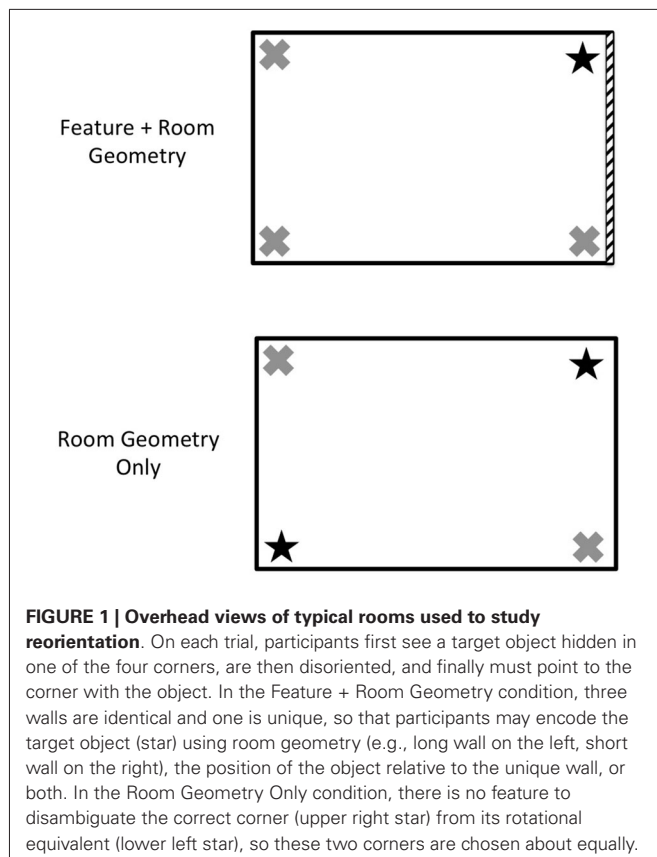 Feature + Room
Geometry
Room Geometry
Only
FIGURE 1 | Overhead views of typical rooms used to study
reorientation. On each trial, participants first see a target object hidden in
one of the four corners, are then disoriented, and finally must point to the
corner with the object. In the Feature + Room Geometry condition, three
walls are identical and one is unique, so that participants may encode the
target object (star) using room geometry (e.g., long wall on the left, short
wall on the right), the position of the object relative to the unique wall, or
both. In the Room Geometry Only condition, there is no feature to
disambiguate the correct corner (upper right star) from its rotational
equivalent (lower left star), so these two corners are chosen about equally.